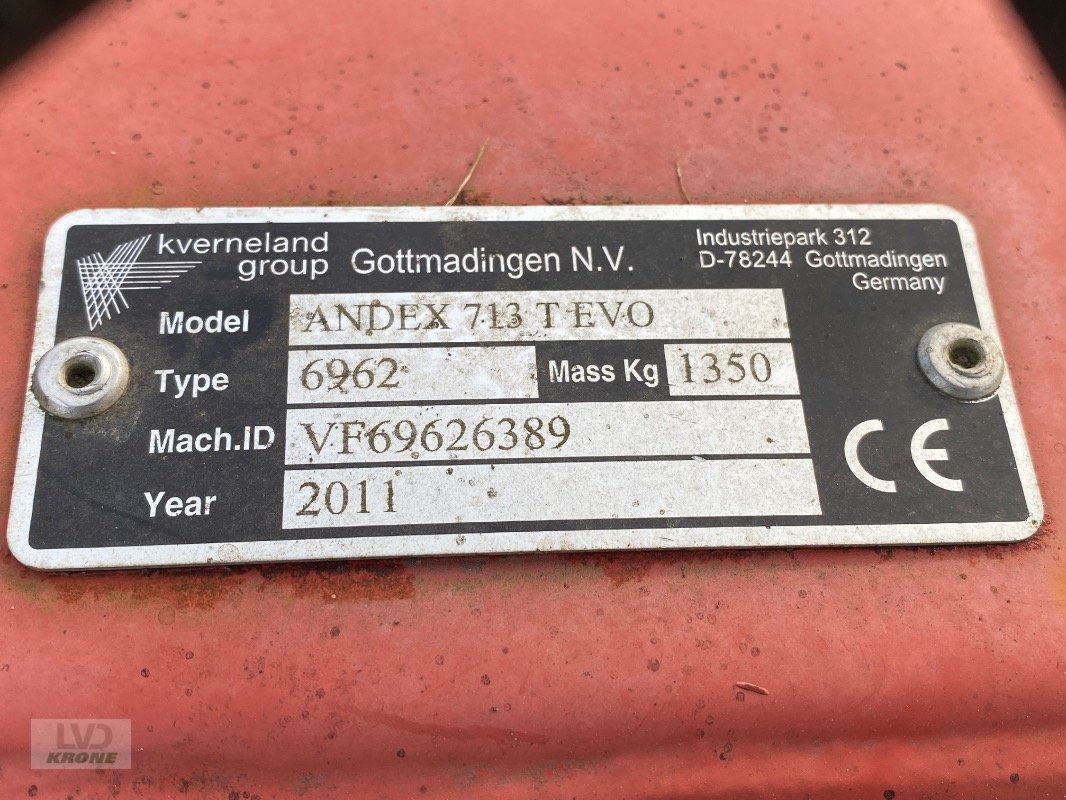 kverneland
group
Gottmadingen N.V.
Industriepark 312
D-78244 Gottmadingen
Germany
Model ANDEX 713 T EVO
Type 6962 Mass Kg 1350
Mach.ID VF69626389
Year 2011
CE
LVD
KRONE